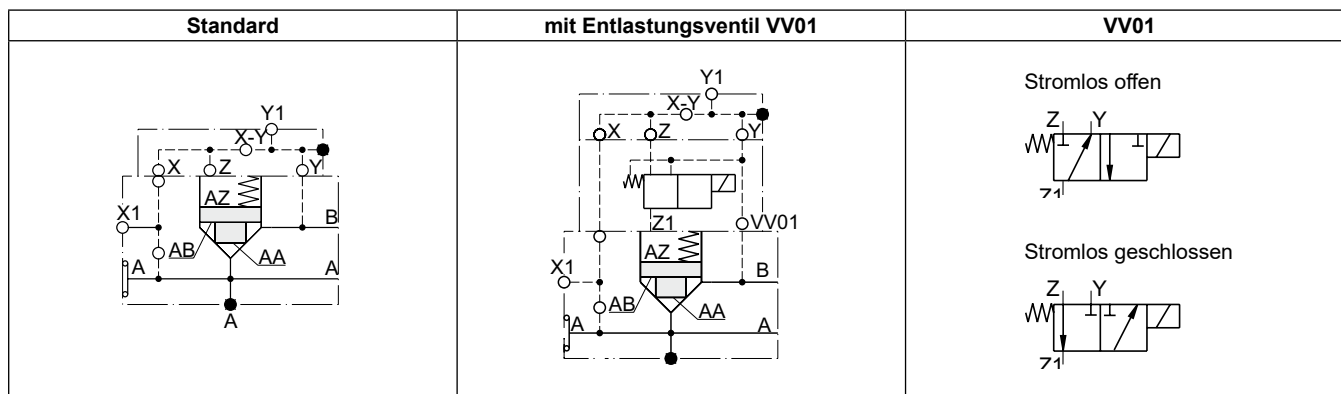 Standard
mit Entlastungsventil VV01
VV01
Y1
X-Y
X
Z
Y
AZ
X1
B
AB
AA
A
A
A
Y1
X-Y
X
Z
Y
Z1
VV01
AZ
X1
B
AB
AA
A
A
Stromlos offen
Z Y
Z1
Stromlos geschlossen
Z Y
Z1